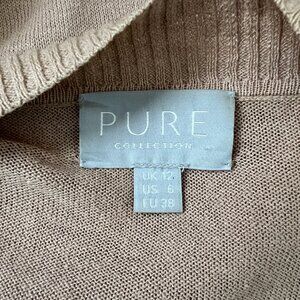 PURE
COLLECTION
UK 12
US 8
EU 38